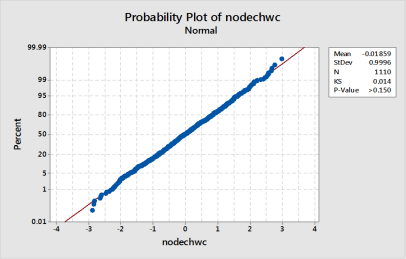 Probability Plot of nodechwc
Normal
99.99
99
95
80
50
20
5
1
0.01
Percent
-4 -3 -2 -1 0 1 2 3 4
nodechwc
Mean -0.01859
StDev 0.9996
N 1110
KS 0.014
P-Value >0.150